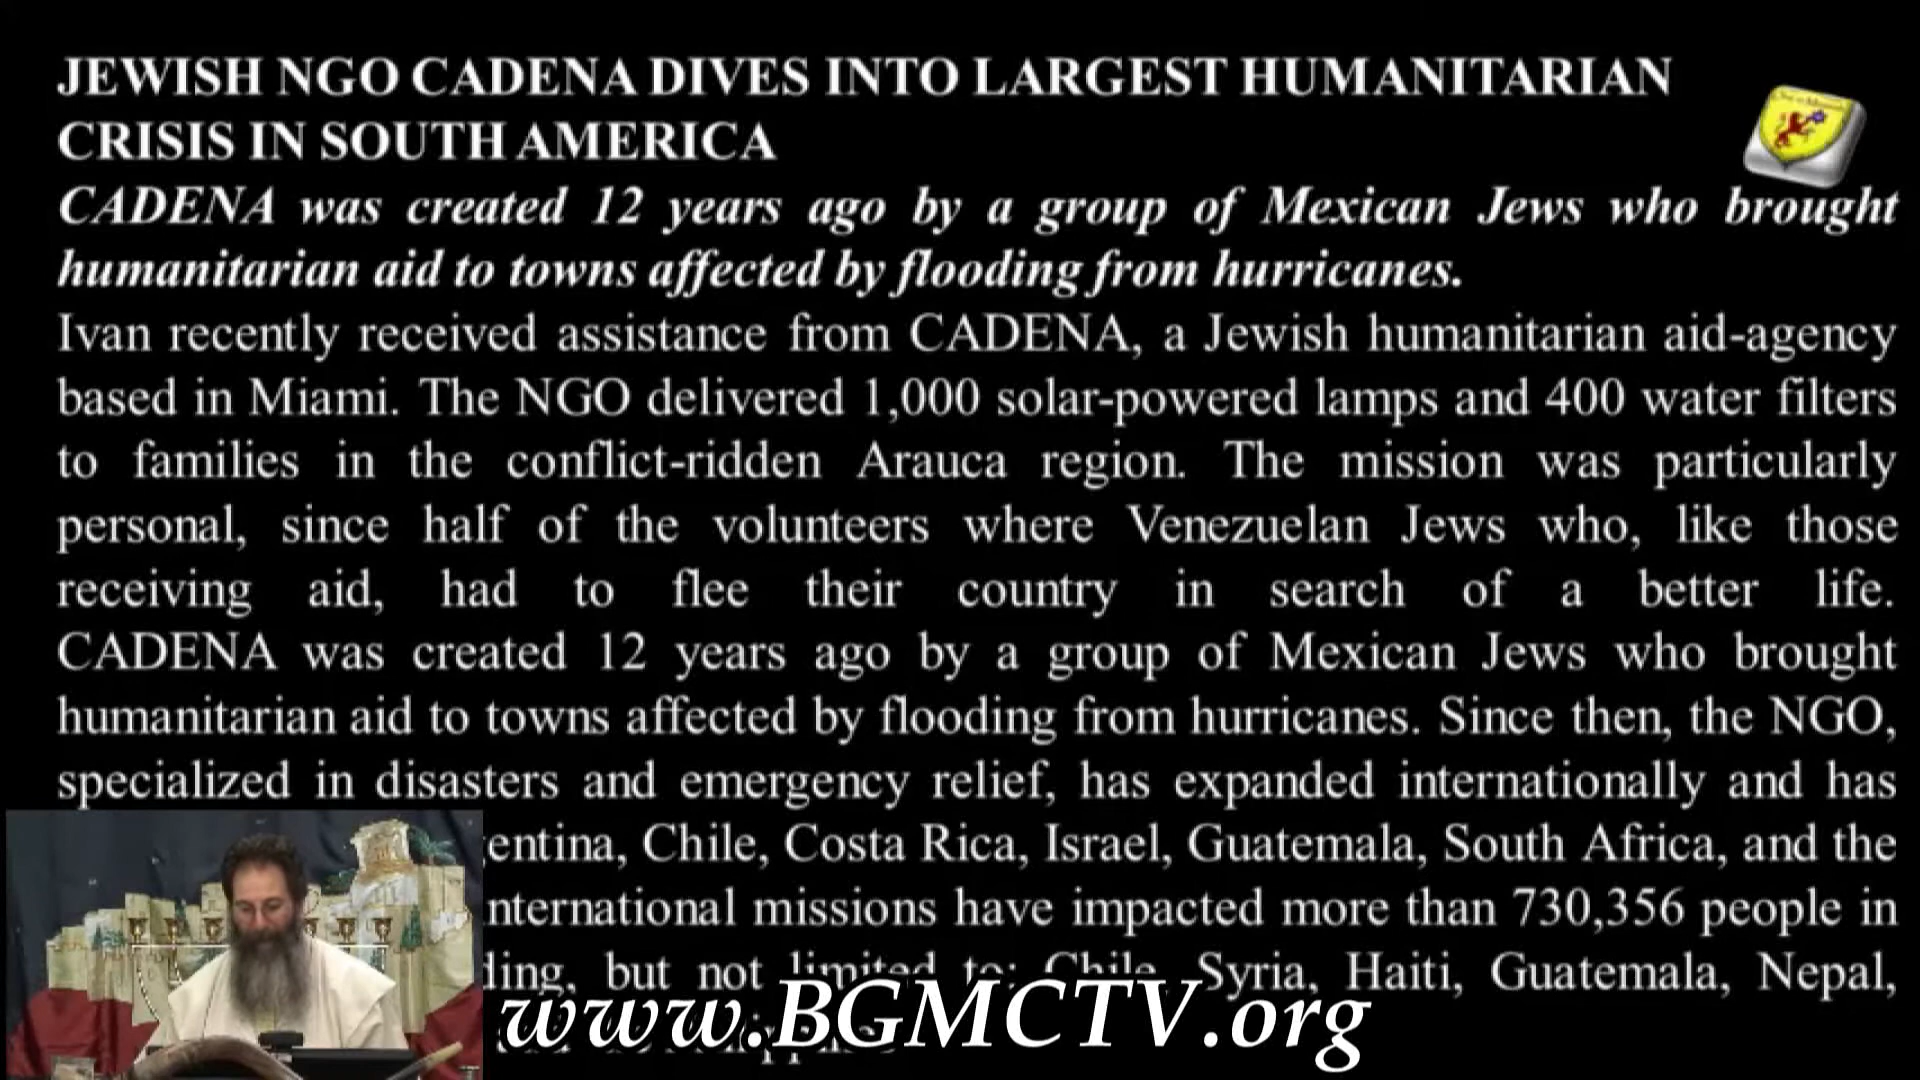 JEWISH NGO CADENA DIVES INTO LARGEST HUMANITARIAN
CRISIS IN SOUTH AMERICA
CADENA was created 12 years ago by a group of Mexican Jews who brought
humanitarian aid to towns affected by flooding from hurricanes.
Ivan recently received assistance from CADENA, a Jewish humanitarian aid-agency
based in Miami. The NGO delivered 1,000 solar-powered lamps and 400 water filters
to families in the conflict-ridden Arauca region. The mission was particularly
personal, since half of the volunteers where Venezuelan Jews who, like those
receiving aid, had to flee their country in search of a better life.
CADENA was created 12 years ago by a group of Mexican Jews who brought
humanitarian aid to towns affected by flooding from hurricanes. Since then, the NGO,
specialized in disasters and emergency relief, has expanded internationally and has
entina, Chile, Costa Rica, Israel, Guatemala, South Africa, and the
nternational missions have impacted more than 730,356 people in
ding, but not limited to: Chile, Syria, Haiti, Guatemala, Nepal,
www.BGMCTV.org